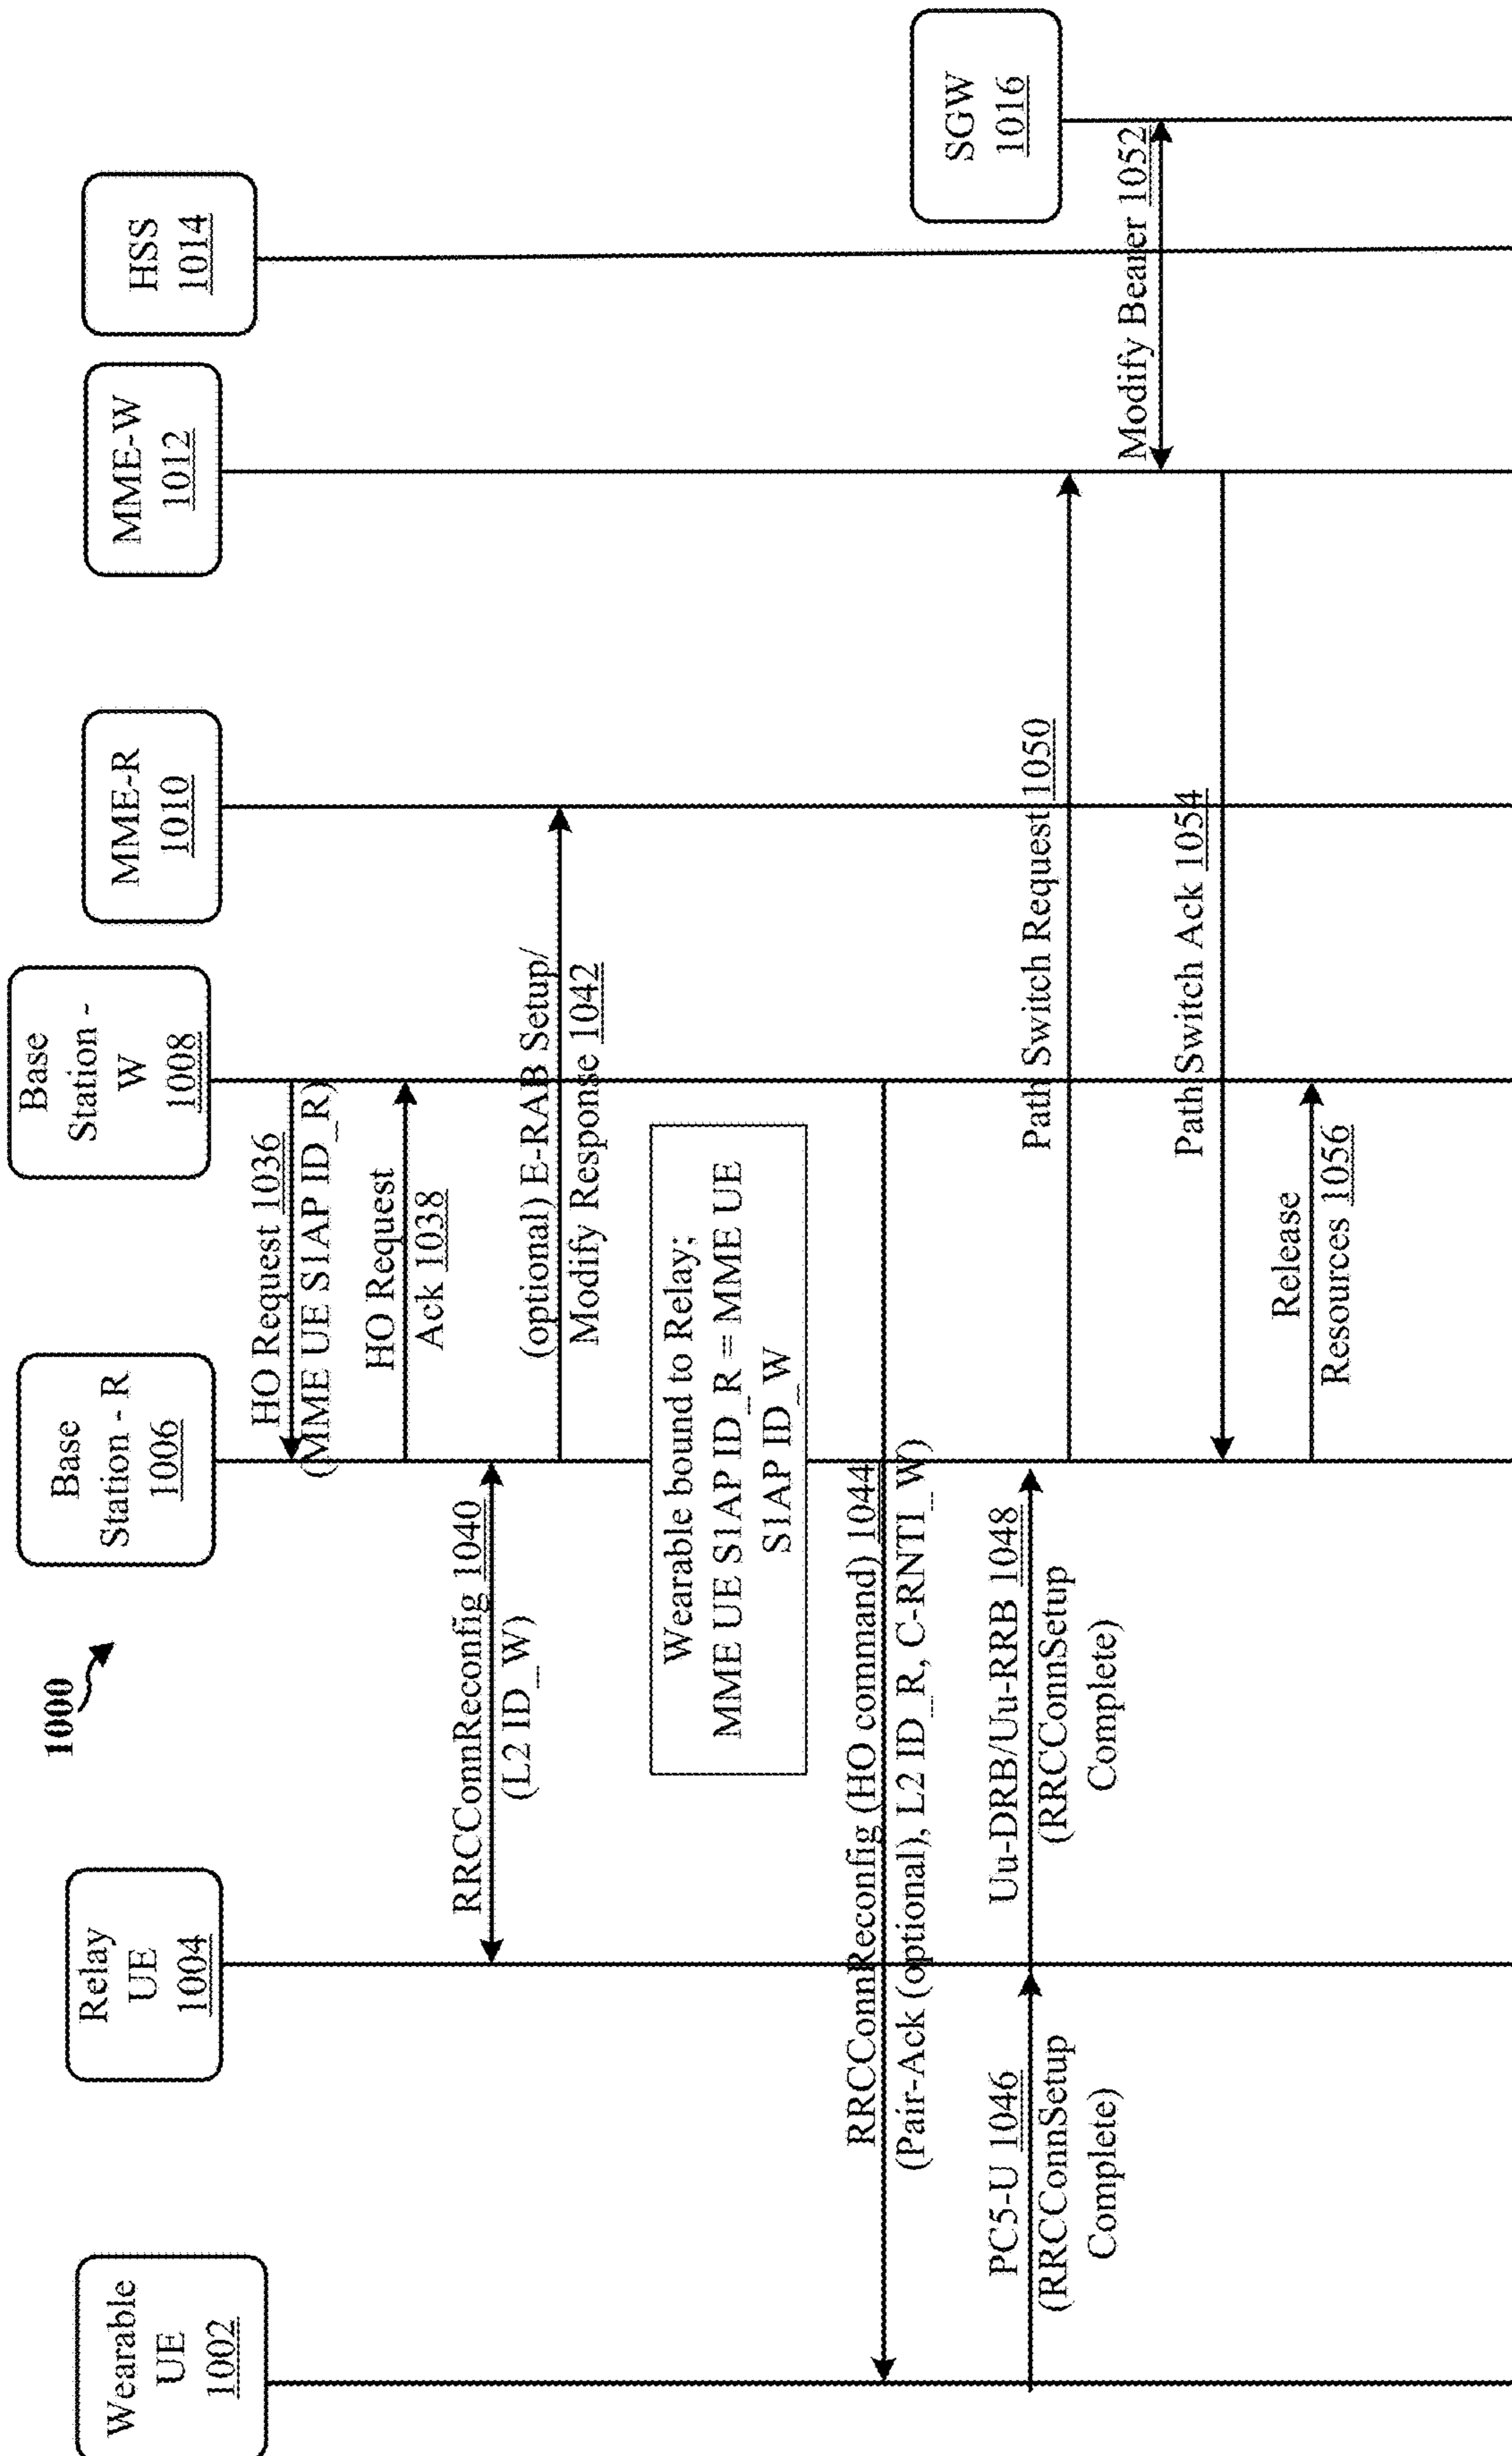 1000
Wearable
UE
1002
Relay
UE
1004
Base
Station - R
1006
Base
Station -
W
1008
MME-R
1010
MME-W
1012
HSS
1014
SGW
1016
HO Request 1036
(MME UE S1AP ID_R)
HO Request
Ack 1038
RRCConnReconfig 1040
(L2 ID_W)
(optional) E-RAB Setup/
Modify Response 1042
Wearable bound to Relay;
MME UE S1AP ID_R = MME UE
S1AP ID_W
RRCConnReconfig (HO command) 1044
(Pair-Ack (optional), L2 ID_R, C-RNTI_W)
PC5-U 1046
(RRCConnSetup
Complete)
Uu-DRB/Uu-RRB 1048
(RRCConnSetup
Complete)
Path Switch Request 1050
Modify Bearer 1052
Path Switch Ack 1054
Release
Resources 1056